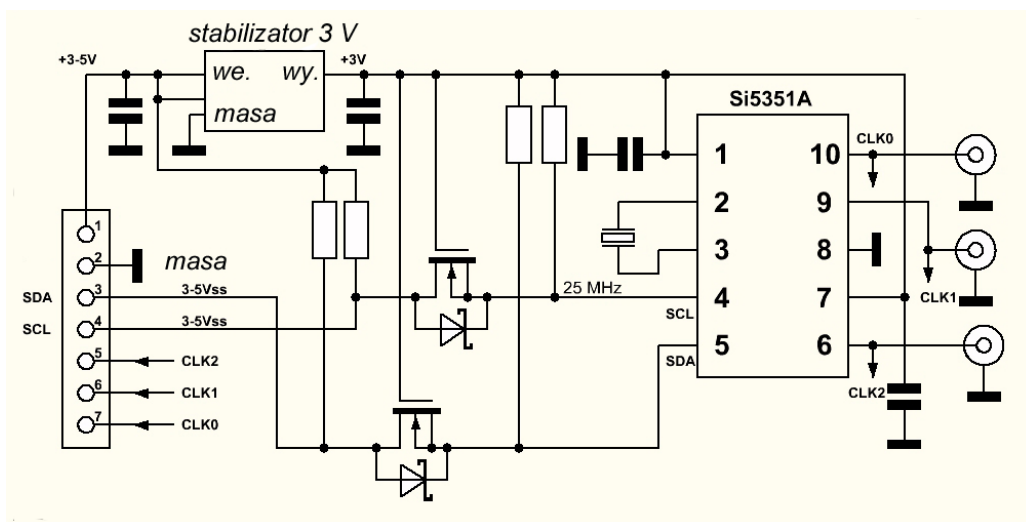 stabilizator 3 V
+3-5V
we. wy.
+3V
masa
Si5351A
1
10
CLK0
2
9
3
8
4
7
5
6
1
2
masa
SDA
3
3-5Vss
SCL
4
3-5Vss
5
CLK2
6
CLK1
7
CLK0
25 MHz
SCL
SDA
CLK1
CLK2